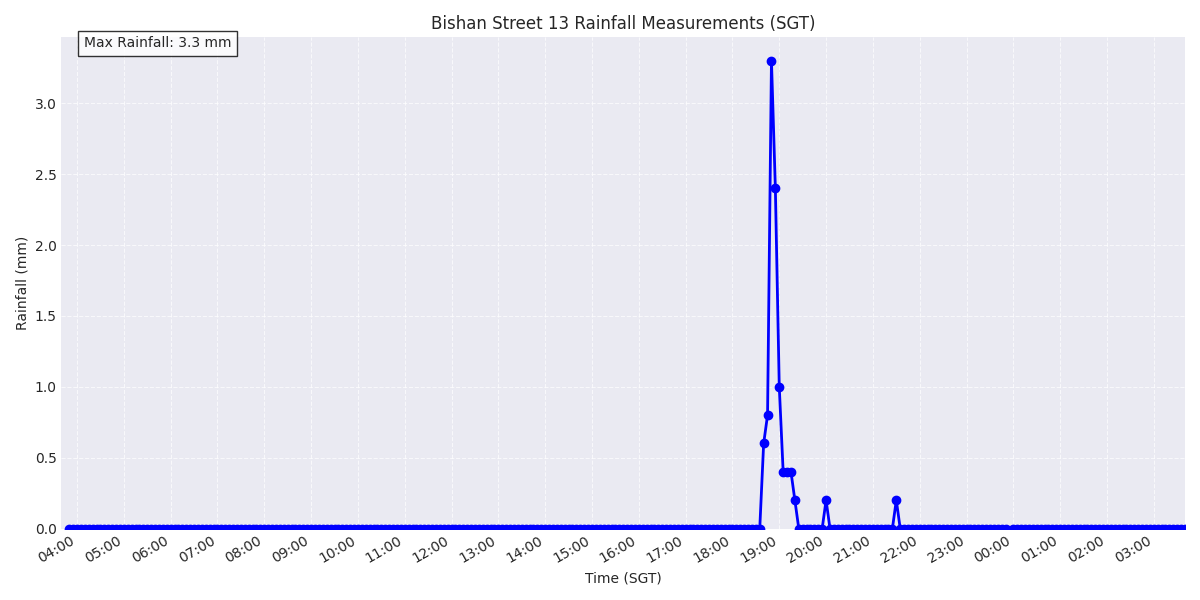 Bishan Street 13 Rainfall Measurements (SGT)
Max Rainfall: 3.3 mm
Rainfall (mm)
3.0
2.5
2.0
1.5
1.0
0.5
0.0
04:00 05:00 06:00 07:00 08:00 09:00 10:00 11:00 12:00 13:00 14:00 15:00 16:00 17:00 18:00 19:00 20:00 21:00 22:00 23:00 00:00 01:00 02:00 03:00
Time (SGT)